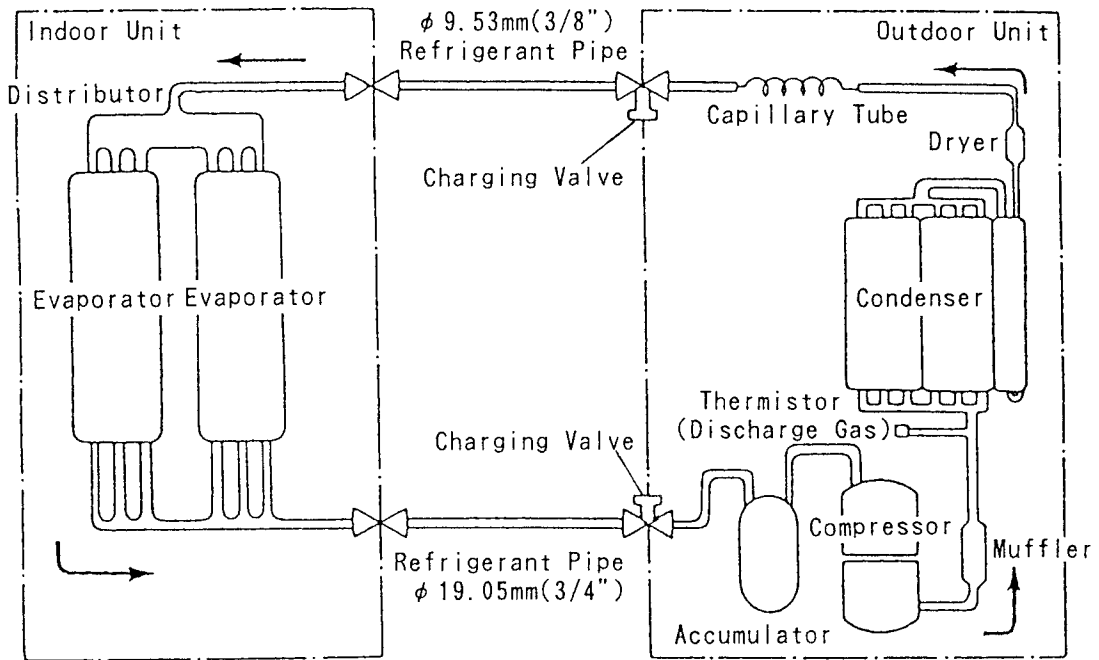 Indoor Unit
φ 9.53mm(3/8")
Refrigerant Pipe
Outdoor Unit
Distributor
Capillary Tube
Dryer
Charging Valve
Evaporator
Evaporator
Condenser
Thermistor
(Discharge Gas)
Charging Valve
Compressor
Muffler
Refrigerant Pipe
φ 19.05mm(3/4")
Accumulator